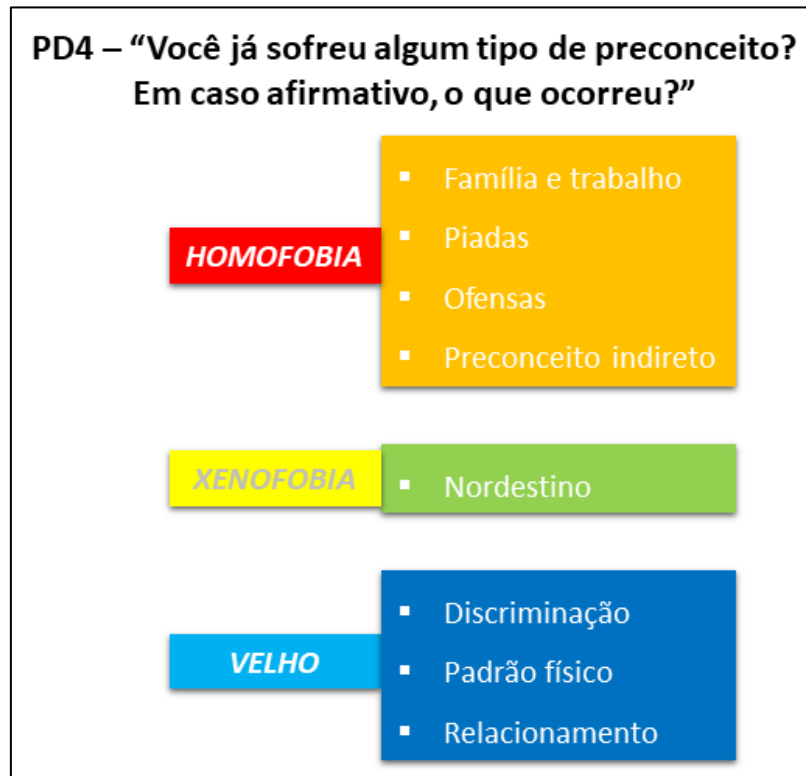 PD4 – “Você já sofreu algum tipo de preconceito?
Em caso afirmativo, o que ocorreu?”
HOMOFOBIA
▪ Família e trabalho
▪ Piadas
▪ Ofensas
▪ Preconceito indireto
XENOFOBIA
▪ Nordestino
VELHO
▪ Discriminação
▪ Padrão físico
▪ Relacionamento